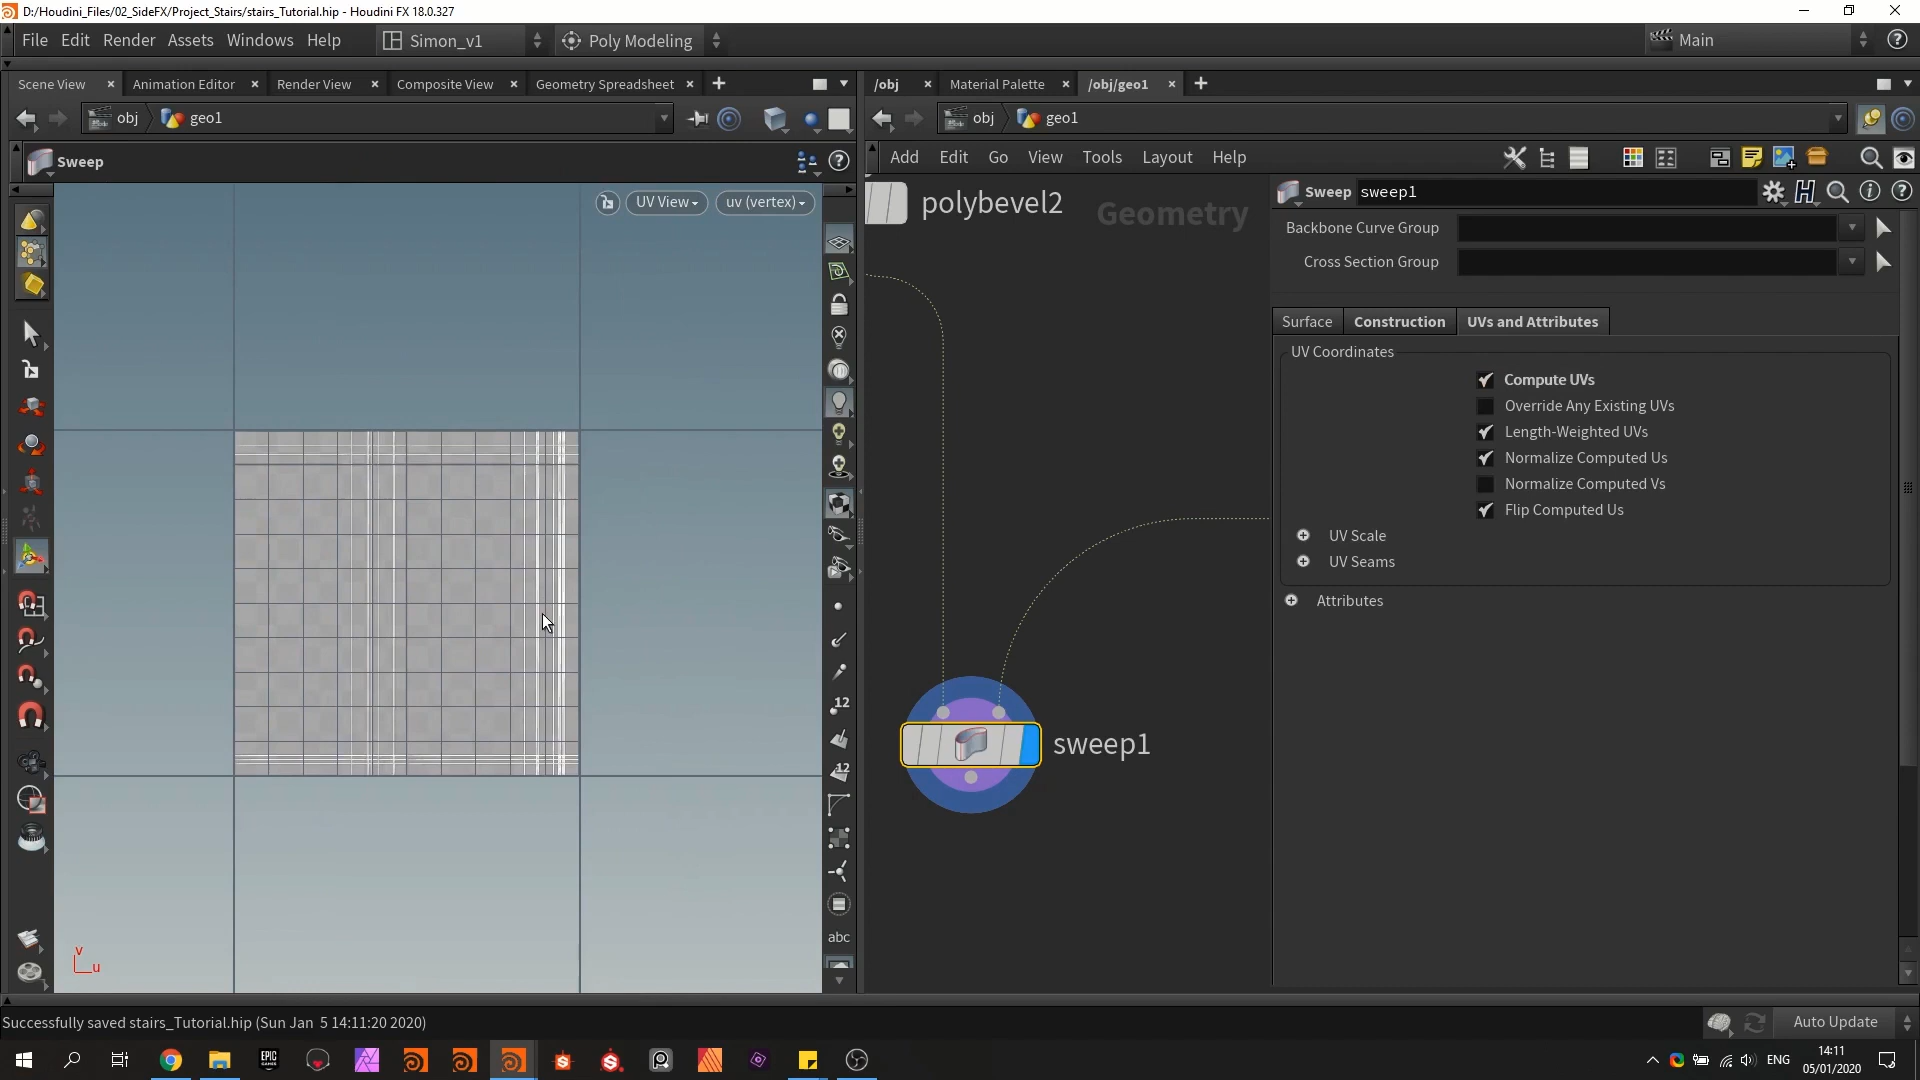 D:/Houdini_Files/02_SideFX/Project_Stairs/stairs_Tutorial.hip - Houdini FX 18.0.327
File Edit Render Assets Windows Help Simon_v1 Poly Modeling Main
Scene View Animation Editor Render View Composite View Geometry Spreadsheet
/obj Material Palette /obj/geo1
obj geo1
obj geo1
Sweep
Add Edit Go View Tools Layout Help
UV View uv (vertex)
polybevel2
Geometry
Sweep sweep1
Backbone Curve Group
Cross Section Group
Surface Construction UVs and Attributes
UV Coordinates
Compute UVs
Override Any Existing UVs
Length-Weighted UVs
Normalize Computed Us
Normalize Computed Vs
Flip Computed Us
UV Scale
UV Seams
Attributes
12
12
abc
sweep1
v
u
Successfully saved stairs_Tutorial.hip (Sun Jan 5 14:11:20 2020)
Auto Update
EPIC GAMES
ENG
14:11
05/01/2020